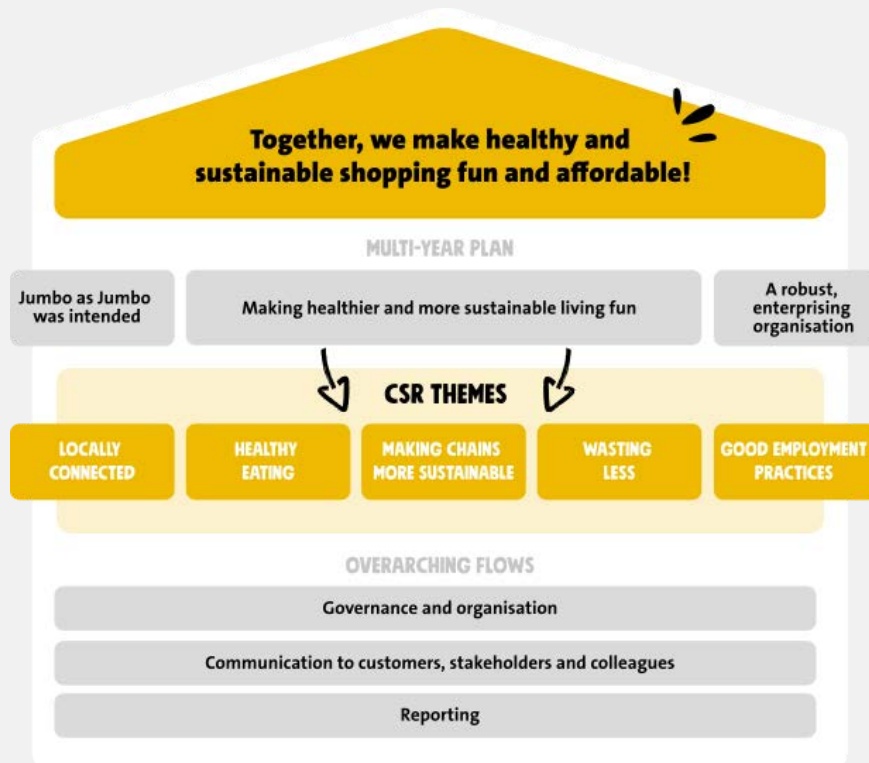 Together, we make healthy and
sustainable shopping fun and affordable!
MULTI-YEAR PLAN
Jumbo as Jumbo
was intended
Making healthier and more sustainable living fun
A robust,
enterprising
organisation
CSR THEMES
LOCALLY
CONNECTED
HEALTHY
EATING
MAKING CHAINS
MORE SUSTAINABLE
WASTING
LESS
GOOD EMPLOYMENT
PRACTICES
OVERARCHING FLOWS
Governance and organisation
Communication to customers, stakeholders and colleagues
Reporting